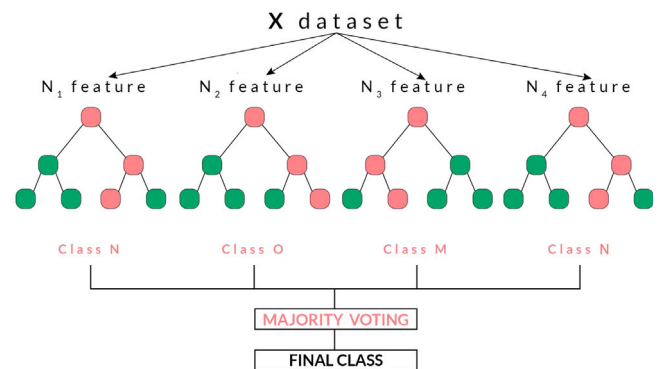 X dataset
N1 feature N2 feature N3 feature N4 feature
Class N Class O Class M Class N
MAJORITY VOTING
FINAL CLASS